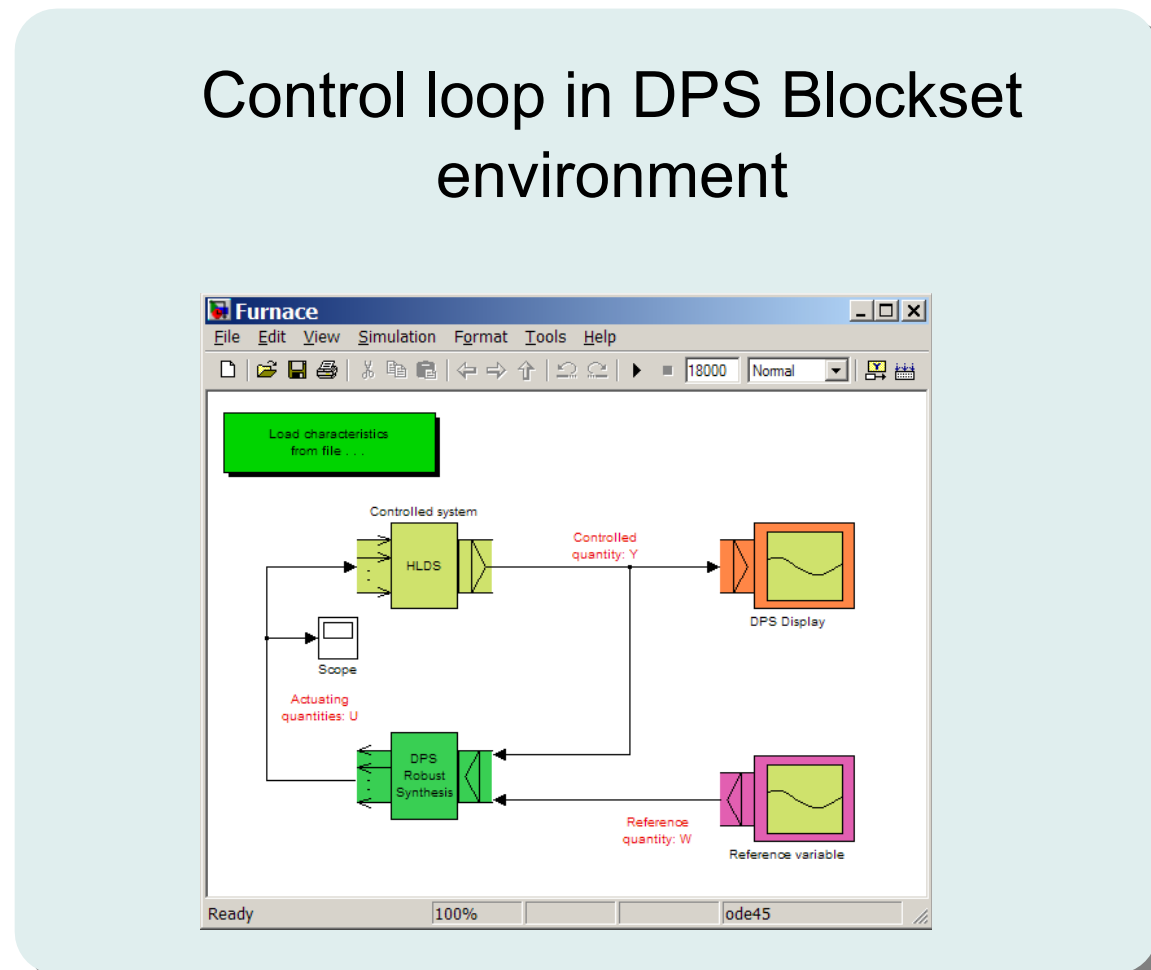 Control loop in DPS Blockset
environment
Furnace
File Edit View Simulation Format Tools Help
18000 Normal
Load characteristics
from file . . .
Controlled system
HLDS
Controlled
quantity: Y
DPS Display
Scope
Actuating
quantities: U
DPS
Robust
Synthesis
Reference
quantity: W
Reference variable
Ready 100% ode45